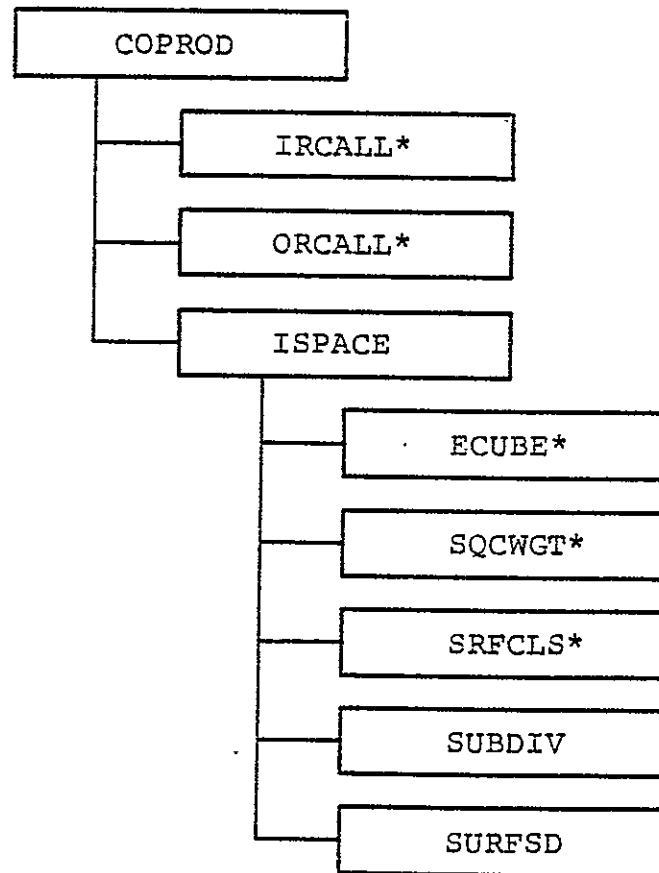 COPROD
IRCALL*
ORCALL*
ISPACE
ECUBE*
SQCWGT*
SRFCLS*
SUBDIV
SURFSD